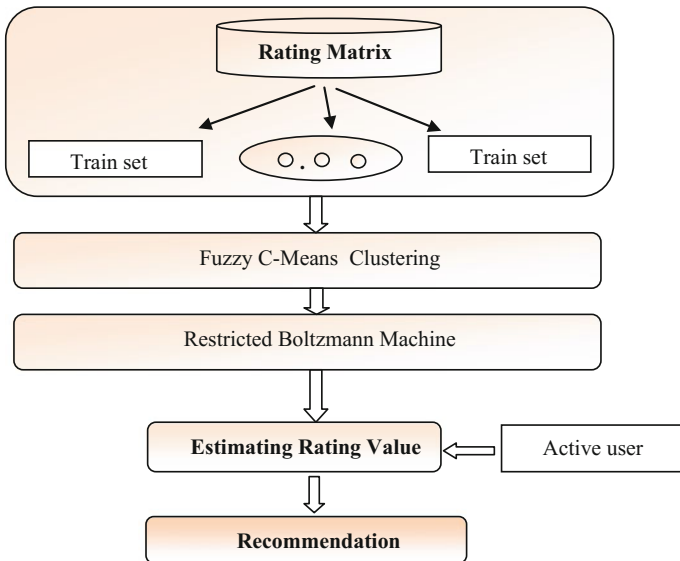 Rating Matrix
Train set
Train set
Fuzzy C-Means Clustering
Restricted Boltzmann Machine
Estimating Rating Value
Active user
Recommendation